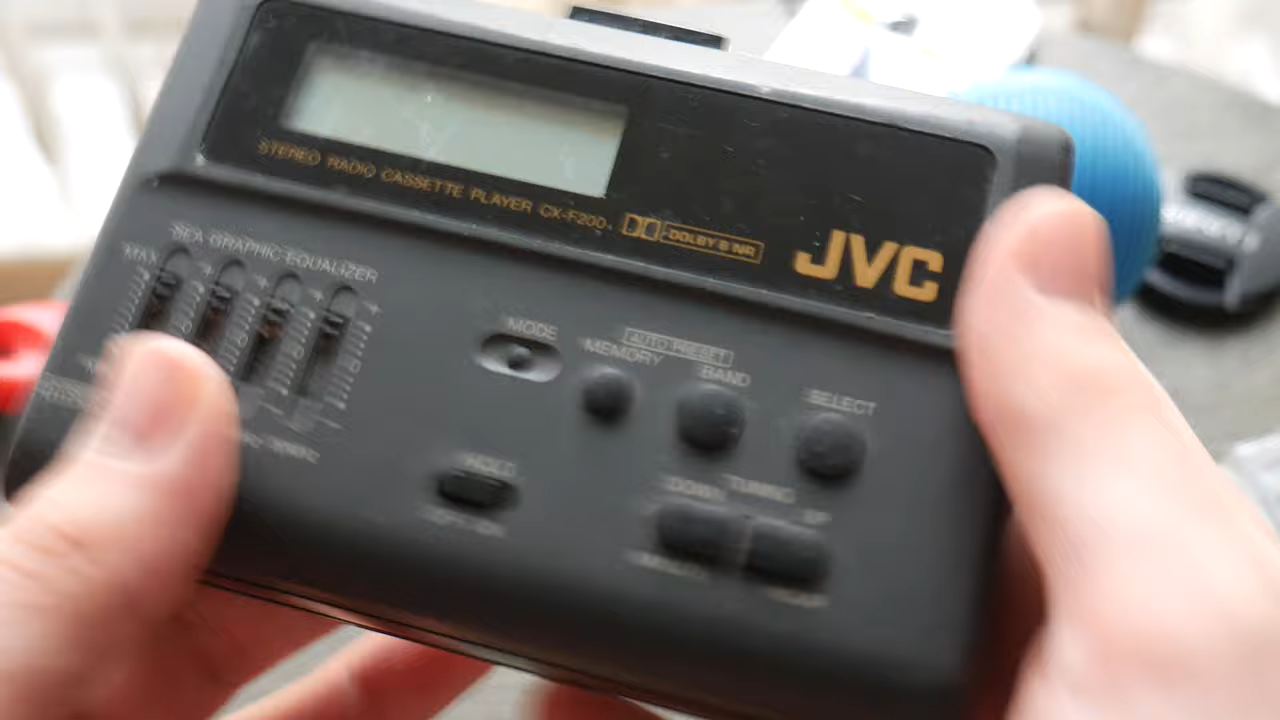 STEREO RADIO CASSETTE PLAYER CX-F200
DOLBY B NR
JVC
SEA GRAPHIC EQUALIZER
MAX
MODE
AUTO PRESET
MEMORY
BAND
SELECT
HOLD
TUNING
DOWN
UP